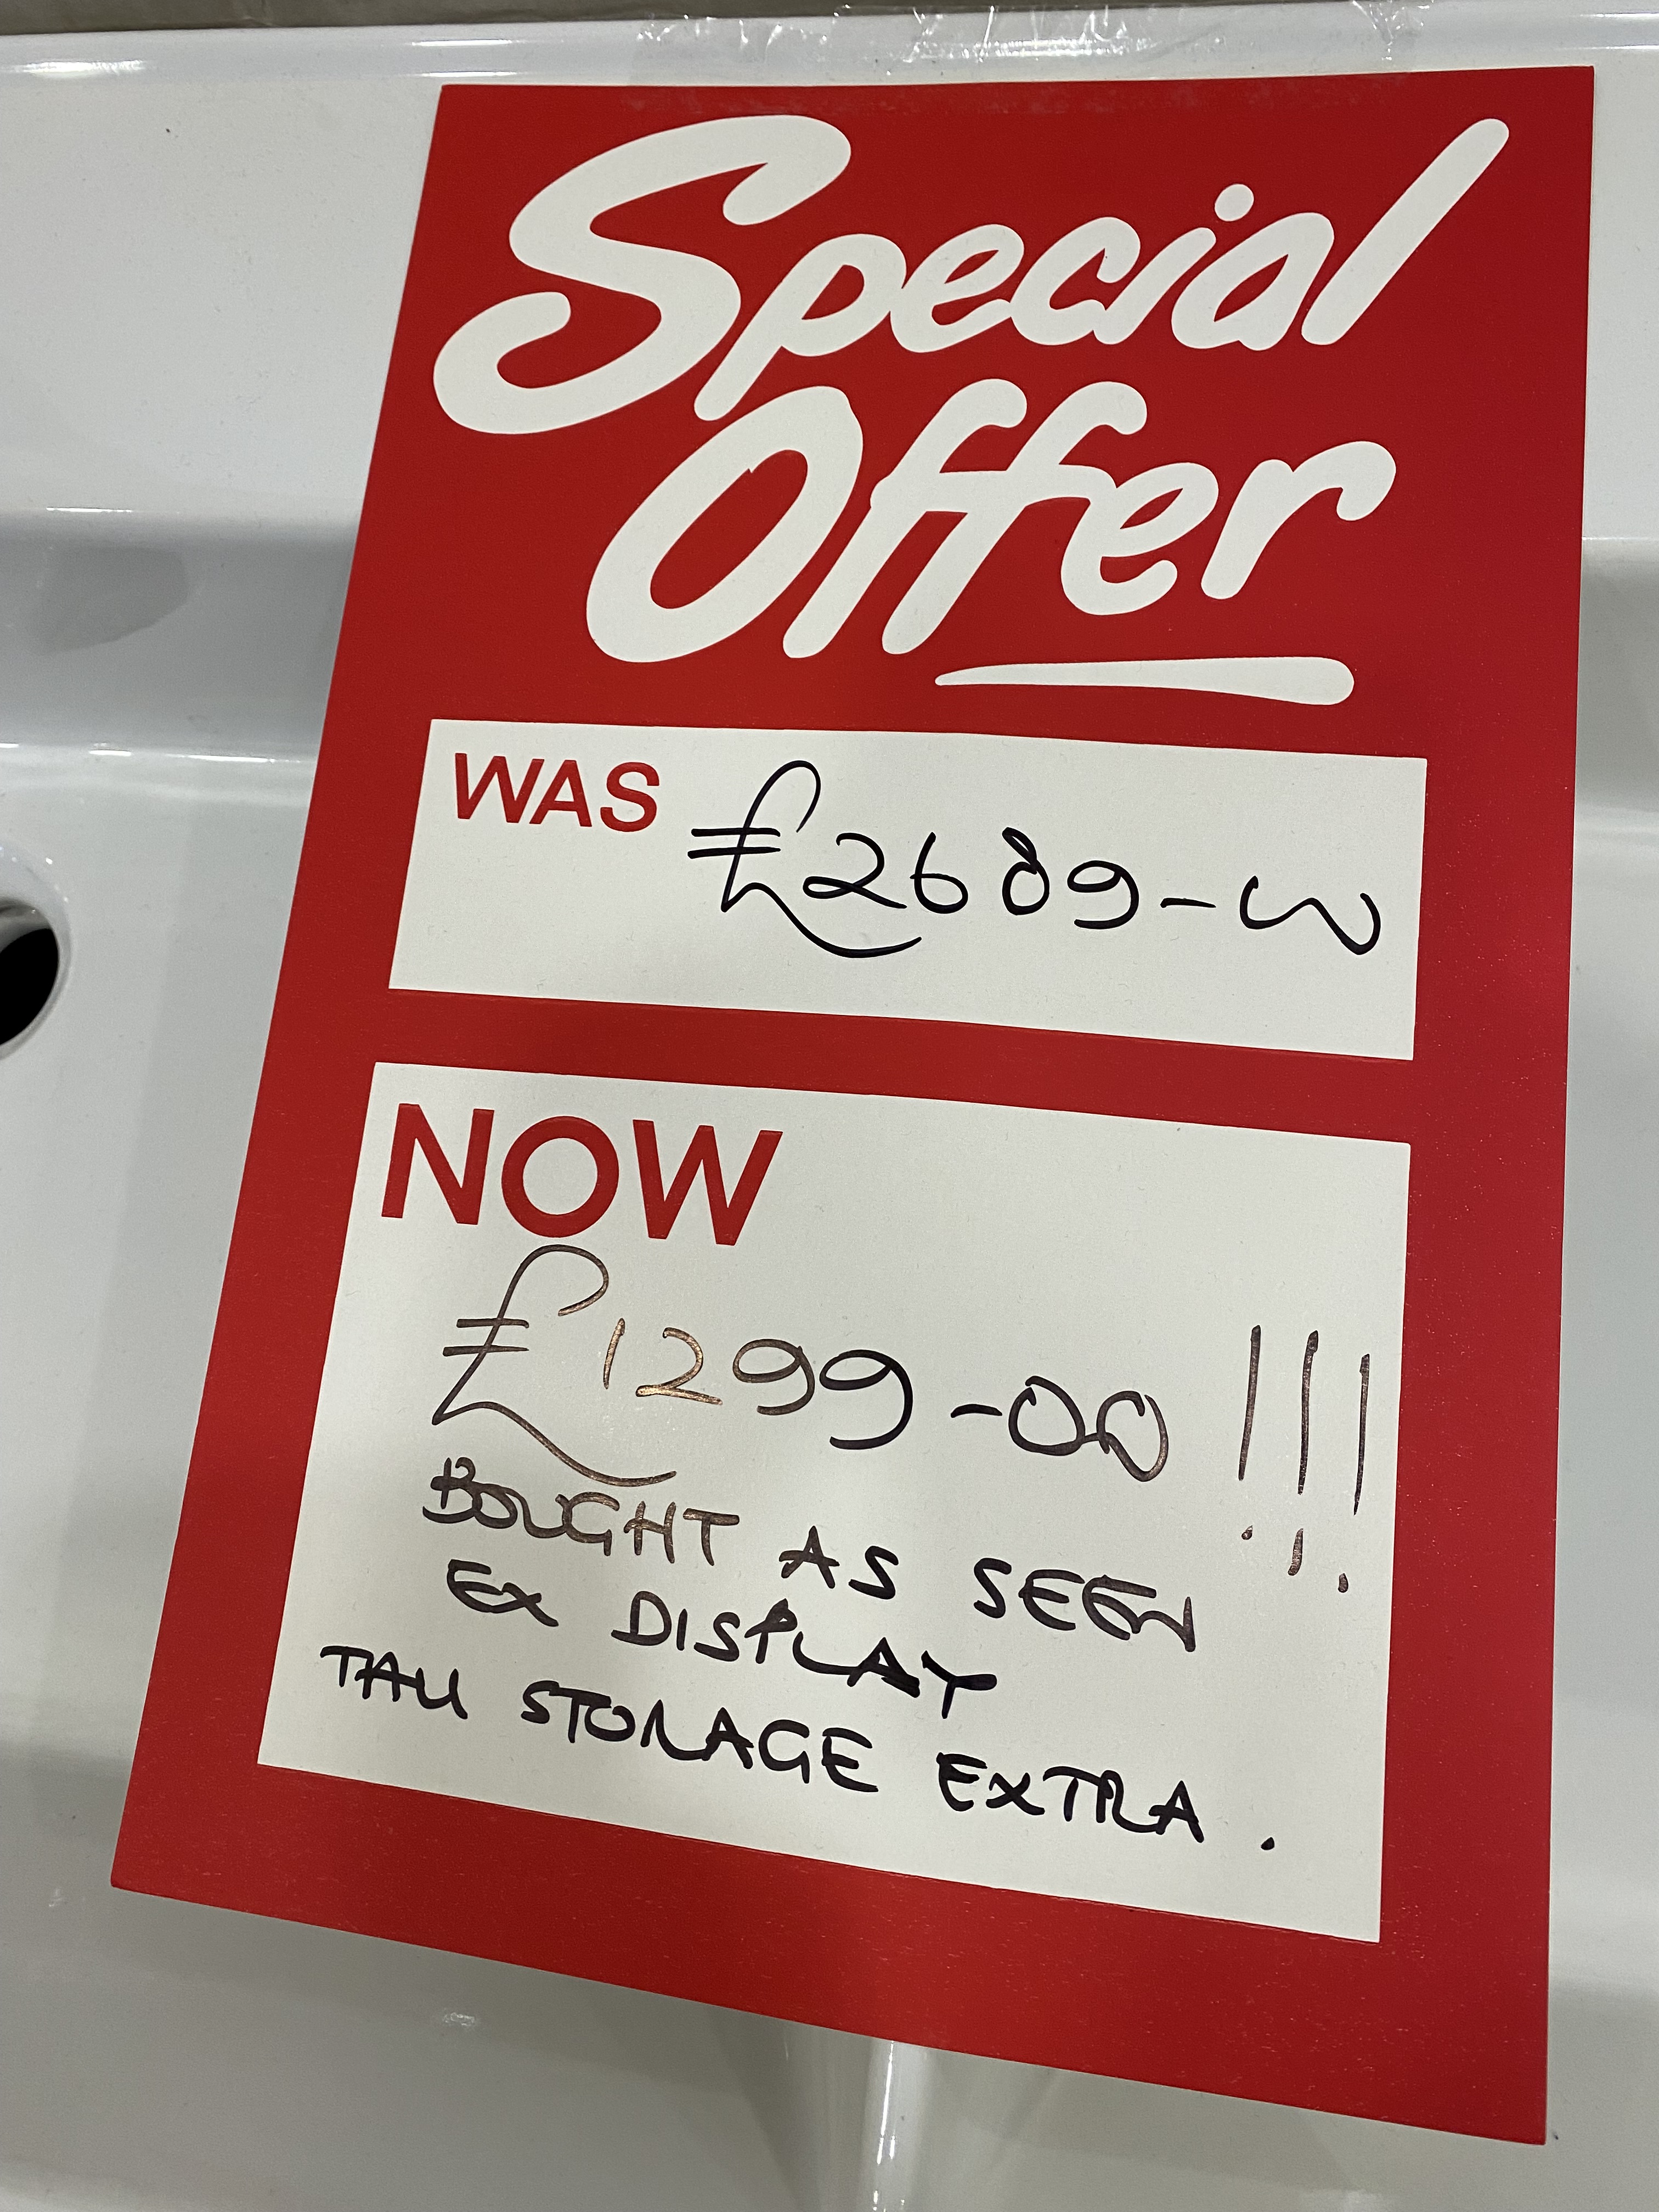 Special
Offer
WAS £2689-00
NOW
£1299-00 !!!
BOUGHT AS SEEN
EX DISPLAY
TALL STORAGE EXTRA.